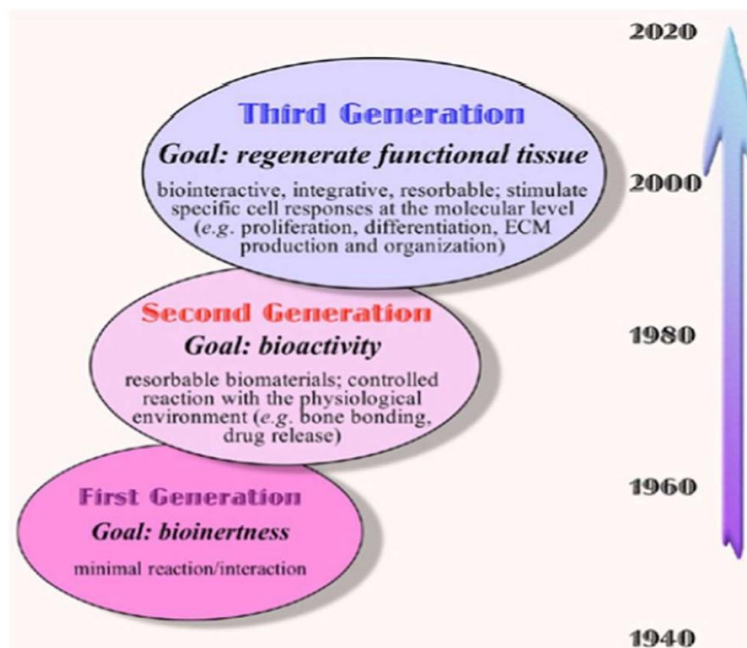 2020
Third Generation
Goal: regenerate functional tissue
biointeractive, integrative, resorbable; stimulate
specific cell responses at the molecular level
(e.g. proliferation, differentiation, ECM
production and organization)
2000
Second Generation
Goal: bioactivity
resorbable biomaterials; controlled
reaction with the physiological
environment (e.g. bone bonding,
drug release)
1980
First Generation
Goal: bioinertness
minimal reaction/interaction
1960
1940